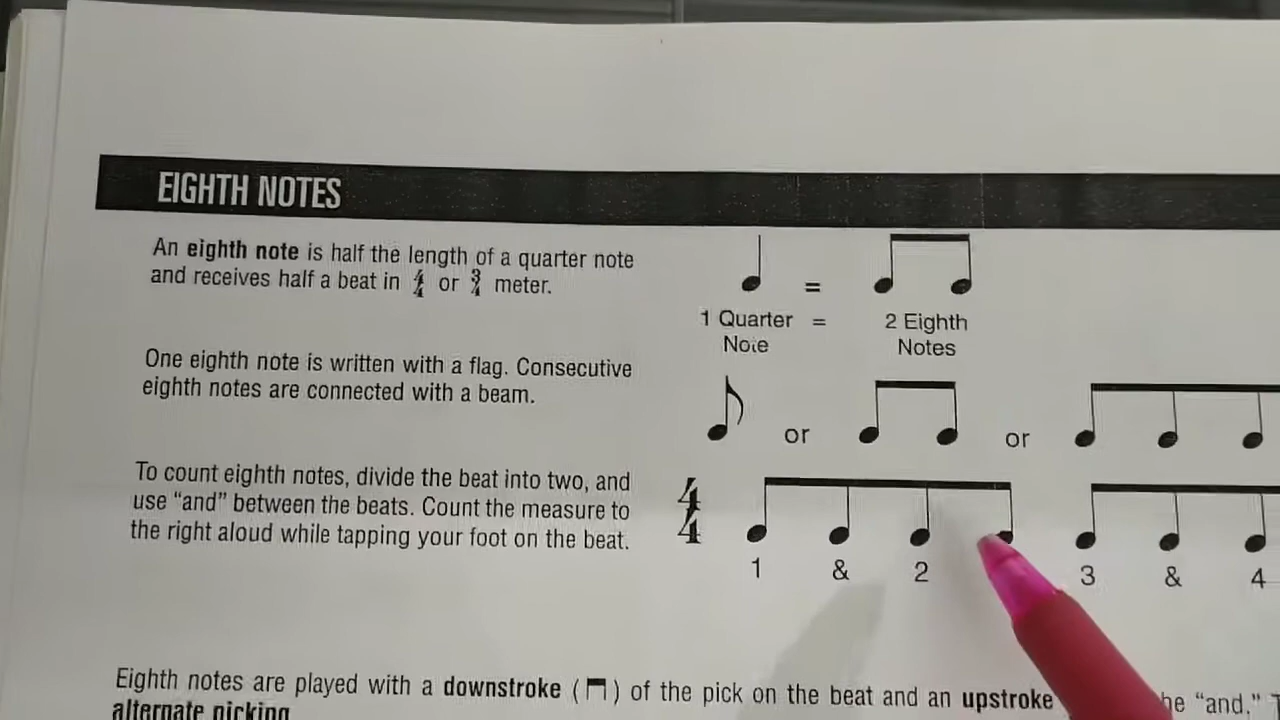 EIGHTH NOTES
An eighth note is half the length of a quarter note
and receives half a beat in 4/4 or 3/4 meter.
1 Quarter = 2 Eighth
Note Notes
One eighth note is written with a flag. Consecutive
eighth notes are connected with a beam.
or or
To count eighth notes, divide the beat into two, and
use “and” between the beats. Count the measure to
the right aloud while tapping your foot on the beat.
4
4
1 & 2 3 & 4
Eighth notes are played with a downstroke ( ) of the pick on the beat and an upstroke “and.”
alternate picking